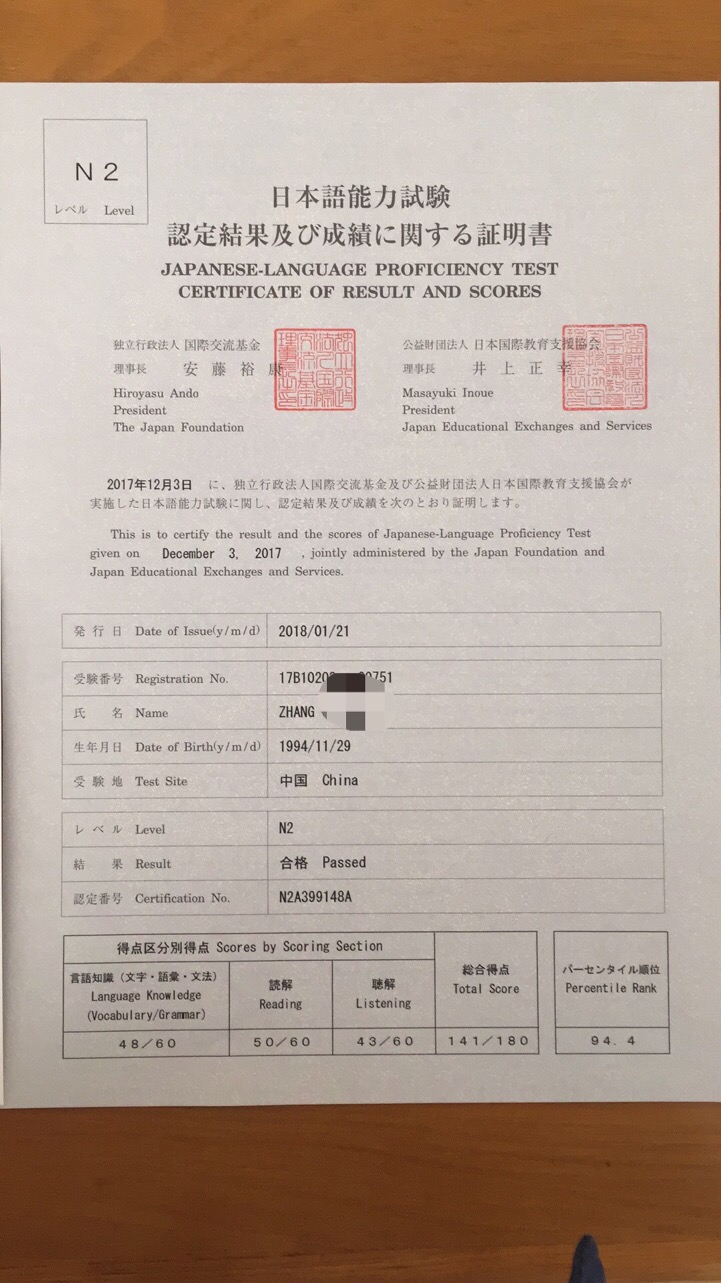 N2
レベル Level
日本語能力試験
認定結果及び成績に関する証明書
JAPANESE-LANGUAGE PROFICIENCY TEST
CERTIFICATE OF RESULT AND SCORES
独立行政法人 国際交流基金
理事長 安藤裕康
Hiroyasu Ando
President
The Japan Foundation
公益財団法人 日本国際教育支援協会
理事長 井上正幸
Masayuki Inoue
President
Japan Educational Exchanges and Services
2017年12月3日 に、独立行政法人国際交流基金及び公益財団法人日本国際教育支援協会が
実施した日本語能力試験に関し、認定結果及び成績を次のとおり証明します。
This is to certify the result and the scores of Japanese-Language Proficiency Test
given on December 3, 2017 , jointly administered by the Japan Foundation and
Japan Educational Exchanges and Services.
発行日 Date of Issue(y/m/d) 2018/01/21
受験番号 Registration No. 17B1020 0751
氏名 Name ZHANG
生年月日 Date of Birth(y/m/d) 1994/11/29
受験地 Test Site 中国 China
レベル Level N2
結果 Result 合格 Passed
認定番号 Certification No. N2A399148A
得点区分別得点 Scores by Scoring Section
言語知識（文字・語彙・文法）
Language Knowledge
(Vocabulary/Grammar)
読解
Reading
聴解
Listening
総合得点
Total Score
パーセンタイル順位
Percentile Rank
48/60 50/60 43/60 141/180 94.4